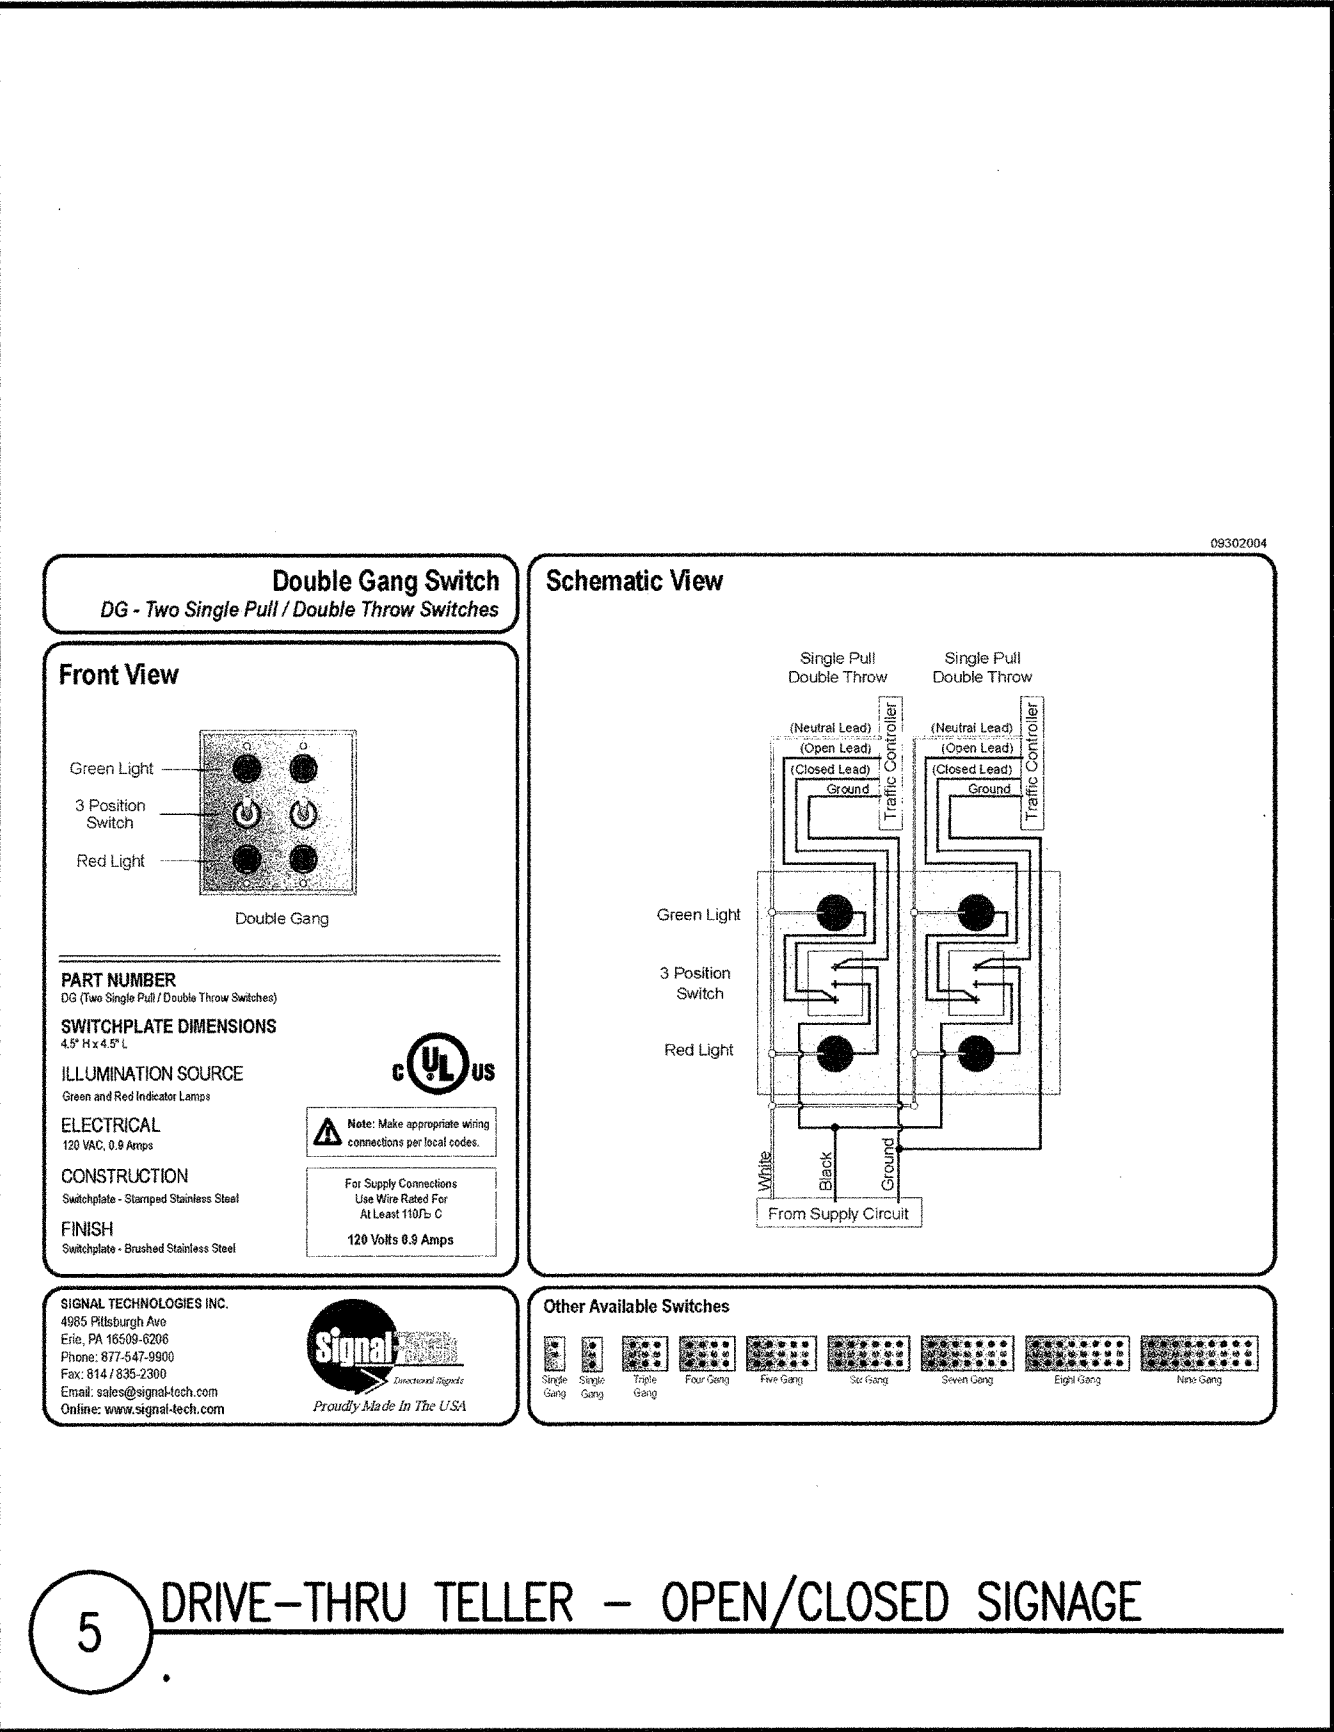 09302004
Double Gang Switch
DG - Two Single Pull / Double Throw Switches
Front View
Green Light
3 Position
Switch
Red Light
Double Gang
PART NUMBER
DG (Two Single Pull / Double Throw Switches)
SWITCHPLATE DIMENSIONS
4.5" H x 4.5" L
ILLUMINATION SOURCE
Green and Red Indicator Lamps
ELECTRICAL
120 VAC, 0.9 Amps
CONSTRUCTION
Switchplate - Stamped Stainless Steel
FINISH
Switchplate - Brushed Stainless Steel
C UL US
Note: Make appropriate wiring
connections per local codes.
For Supply Connections
Use Wire Rated For
At Least 110 C
120 Volts 0.9 Amps
Schematic View
Single Pull
Double Throw
Single Pull
Double Throw
(Neutral Lead)
(Open Lead)
(Closed Lead)
Ground
Traffic Controller
(Neutral Lead)
(Open Lead)
(Closed Lead)
Ground
Traffic Controller
Green Light
3 Position
Switch
Red Light
White
Black
Ground
From Supply Circuit
SIGNAL TECHNOLOGIES INC.
4985 Pittsburgh Ave
Erie, PA 16509-6206
Phone: 877-547-9900
Fax: 814 / 835-2300
Email: sales@signal-tech.com
Online: www.signal-tech.com
Signal
Directional Signals
Proudly Made In The USA
Other Available Switches
Single
Gang
Single
Gang
Triple
Gang
Four Gang
Five Gang
Six Gang
Seven Gang
Eight Gang
Nine Gang
5
DRIVE-THRU TELLER - OPEN/CLOSED SIGNAGE